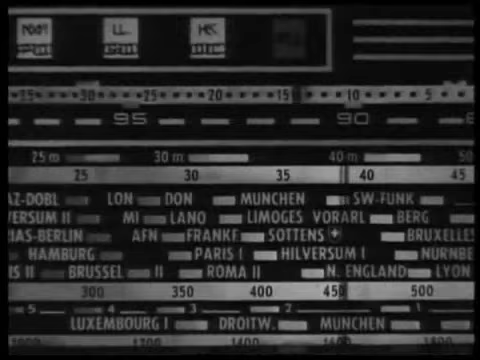 35 30 25 20 15 10 5
95 90
25 m 30 m 40 m 50
25 30 35 40 45
AZ-DOBL LON DON MUNCHEN SW-FUNK
VERSUM II MI LANO LIMOGES VORARL BERG
IAS-BERLIN AFN FRANKF SOTTENS + BRUXELLES
HAMBURG PARIS I HILVERSUM I NURNBE
IS II BRUSSEL II ROMA II N. ENGLAND LYON
300 350 400 450 500
5 4 3 2 1
LUXEMBOURG I DROITW. MUNCHEN